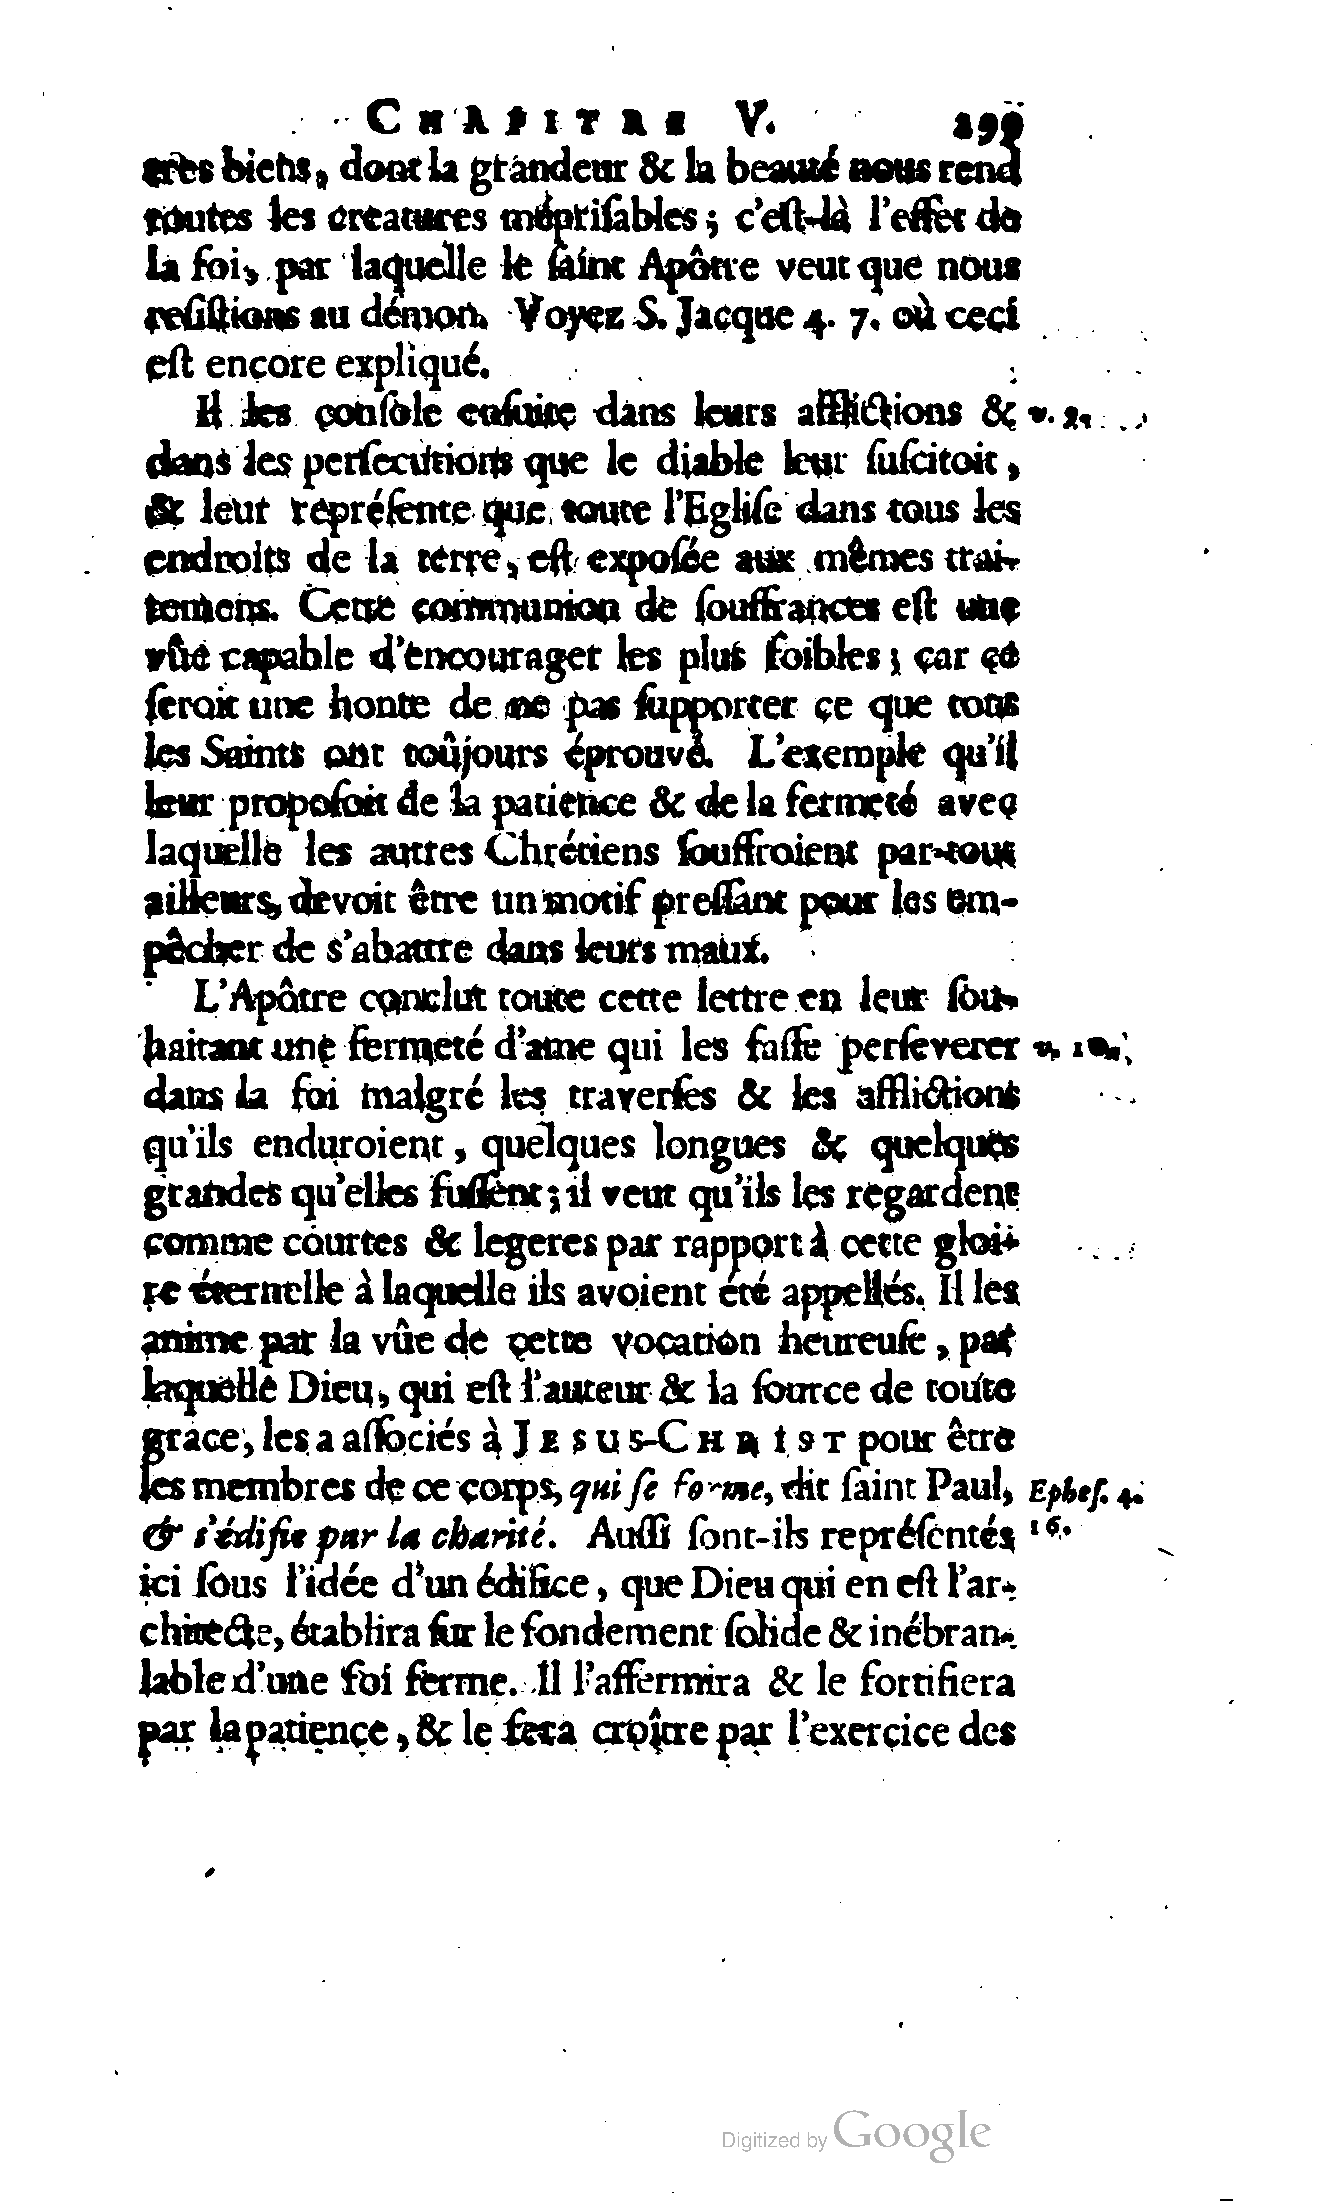 CHAPITRE V. 299
tres biens, dont la grandeur & la beauté nous rend
toutes les creatures méprisables ; c'est-là l'effet de
la foi, par laquelle le saint Apôtre veut que nous
resistions au démon. Voyez S. Jacque 4. 7. où ceci
est encore expliqué.
Il les console ensuite dans leurs afflictions & v. 9.
dans les persecutions que le diable leur suscitoit,
& leur représente que toute l'Eglise dans tous les
endroits de la terre, est exposée aux mêmes trai-
temens. Cette communion de souffrances est une
vûe capable d'encourager les plus foibles ; car ce
seroit une honte de ne pas supporter ce que tous
les Saints ont toûjours éprouvé. L'exemple qu'il
leur proposoit de la patience & de la fermeté avec
laquelle les autres Chrétiens souffroient par-tout
ailleurs, devoit être un motif pressant pour les em-
pêcher de s'abattre dans leurs maux.
L'Apôtre conclut toute cette lettre en leur sou-
haitant une fermeté d'ame qui les fasse perseverer v. 10.
dans la foi malgré les traverses & les afflictions
qu'ils enduroient, quelques longues & quelques
grandes qu'elles fussent ; il veut qu'ils les regardent
comme courtes & legeres par rapport à cette gloi-
re éternelle à laquelle ils avoient été appellés. Il les
anime par la vûe de cette vocation heureuse, par
laquelle Dieu, qui est l'auteur & la source de toute
grace, les a associés à JESUS-CHRIST pour être
les membres de ce corps, qui se forme, dit saint Paul, Ephes. 4.
& s'édifie par la charité. Aussi sont-ils représentés 16.
ici sous l'idée d'un édifice, que Dieu qui en est l'ar-
chitecte, établira sur le fondement solide & inébran-
lable d'une foi ferme. Il l'affermira & le fortifiera
par la patience, & le fera croître par l'exercice des
Digitized by Google